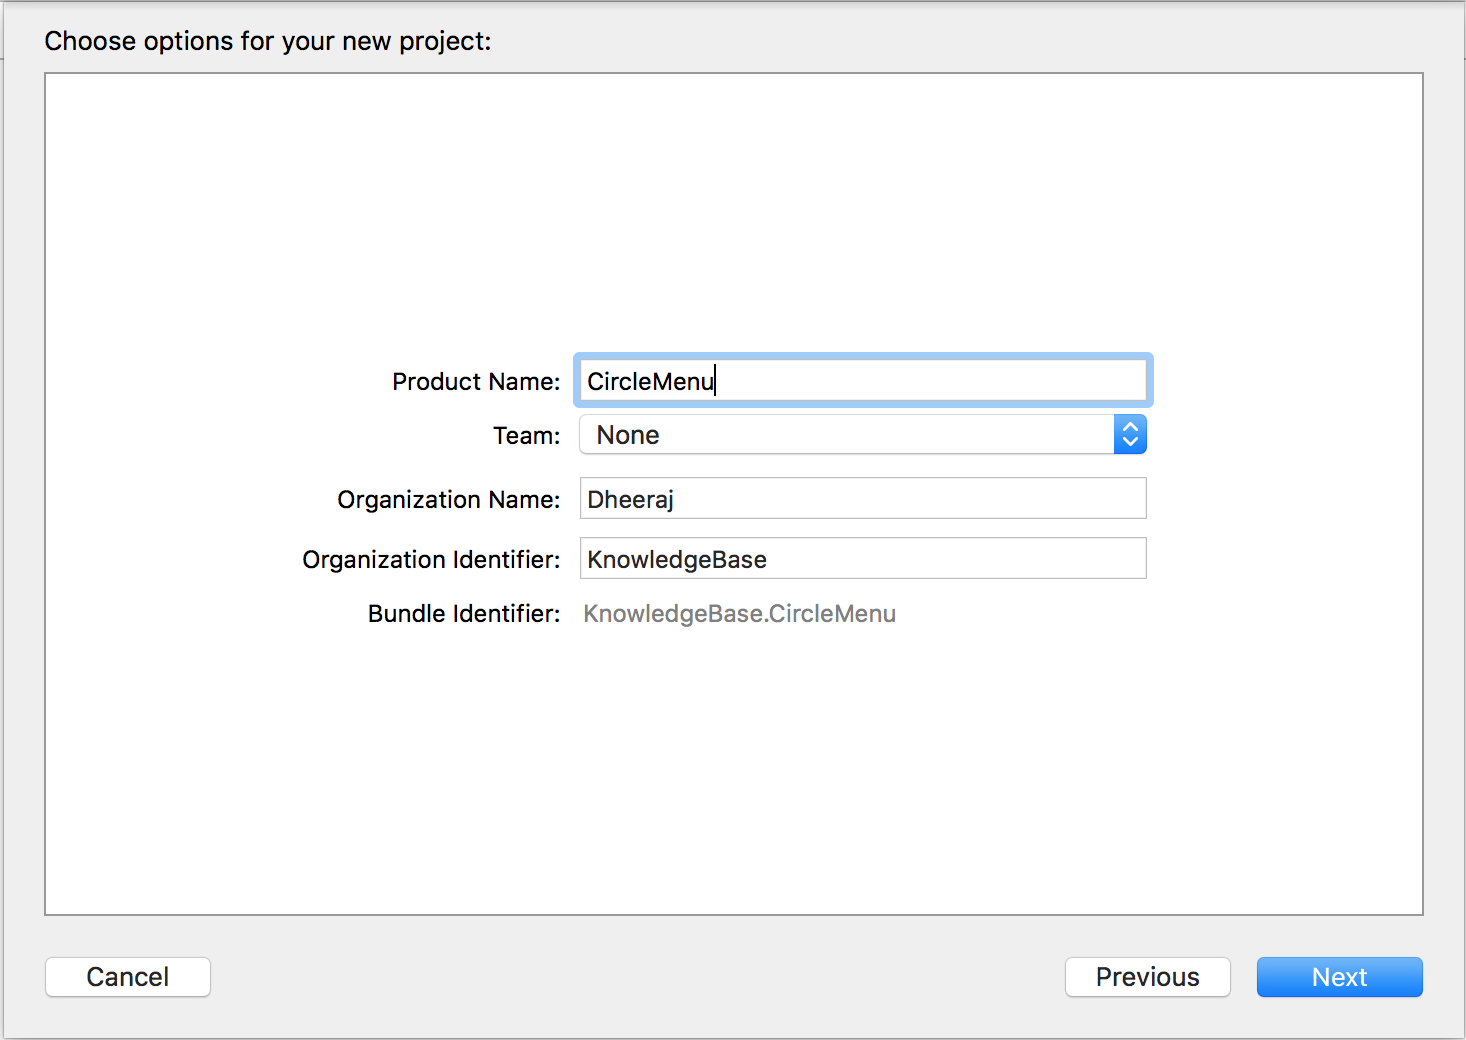 Choose options for your new project:
Product Name: CircleMenu
Team: None
Organization Name: Dheeraj
Organization Identifier: KnowledgeBase
Bundle Identifier: KnowledgeBase.CircleMenu
Cancel Previous Next